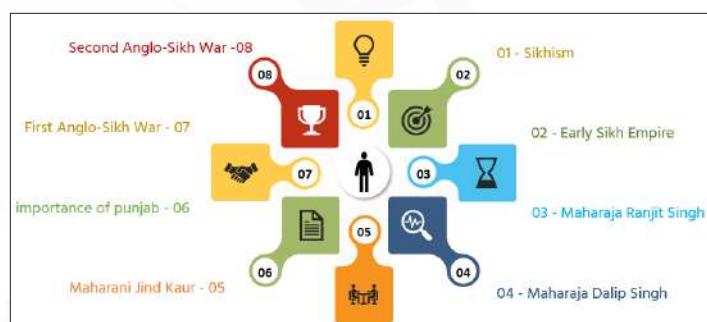 Second Anglo-Sikh War -08
01 - Sikhism
08
02
01
First Anglo-Sikh War - 07
02 - Early Sikh Empire
07
03
importance of punjab - 06
03 - Maharaja Ranjit Singh
05
06
04
Maharani Jind Kaur - 05
04 - Maharaja Dalip Singh